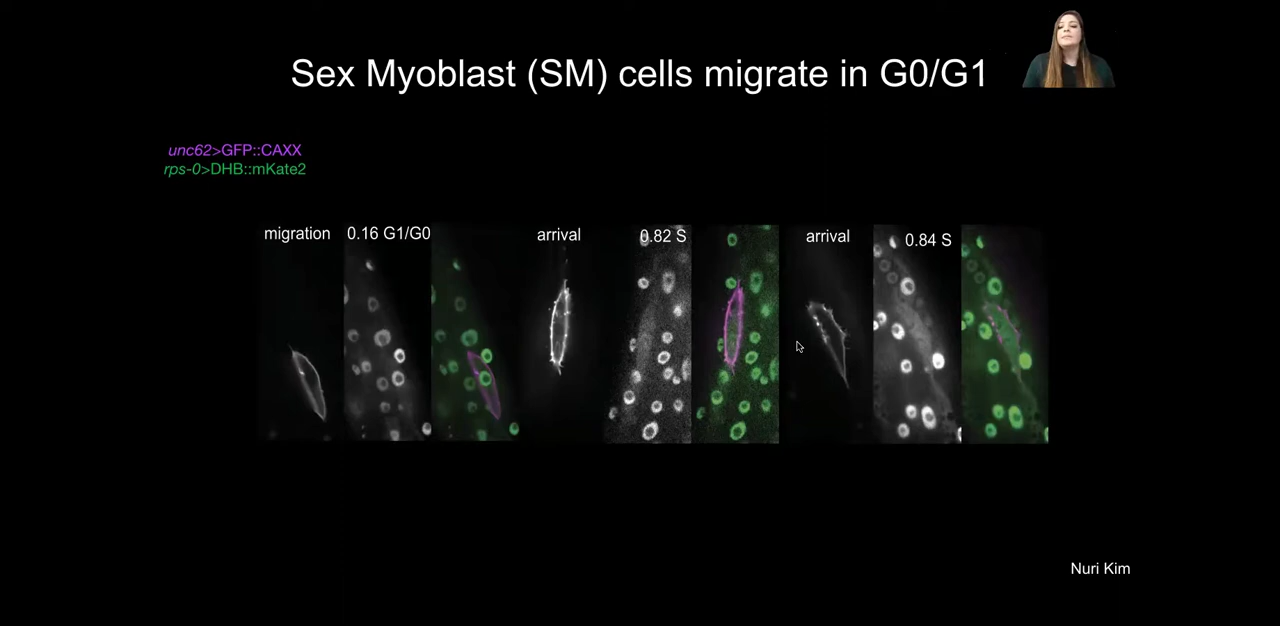 Sex Myoblast (SM) cells migrate in G0/G1
unc62>GFP::CAXX
rps-0>DHB::mKate2
migration
0.16 G1/G0
arrival
0.82 S
arrival
0.84 S
Nuri Kim